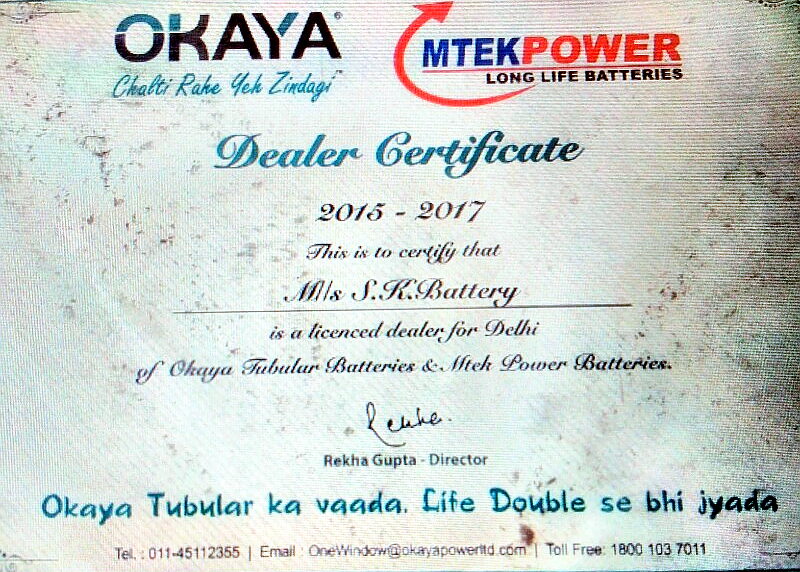 OKAYA®
Chalti Rahe Yeh Zindagi
MTEKPOWER
LONG LIFE BATTERIES
Dealer Certificate
2015 - 2017
This is to certify that
M/s S.K.Battery
is a licenced dealer for Delhi
of Okaya Tubular Batteries & Mtek Power Batteries.
Rekha
Rekha Gupta - Director
Okaya Tubular ka vaada. Life Double se bhi jyada
Tel. : 011-45112355 | Email : OneWindow@okayapowerltd.com | Toll Free: 1800 103 7011